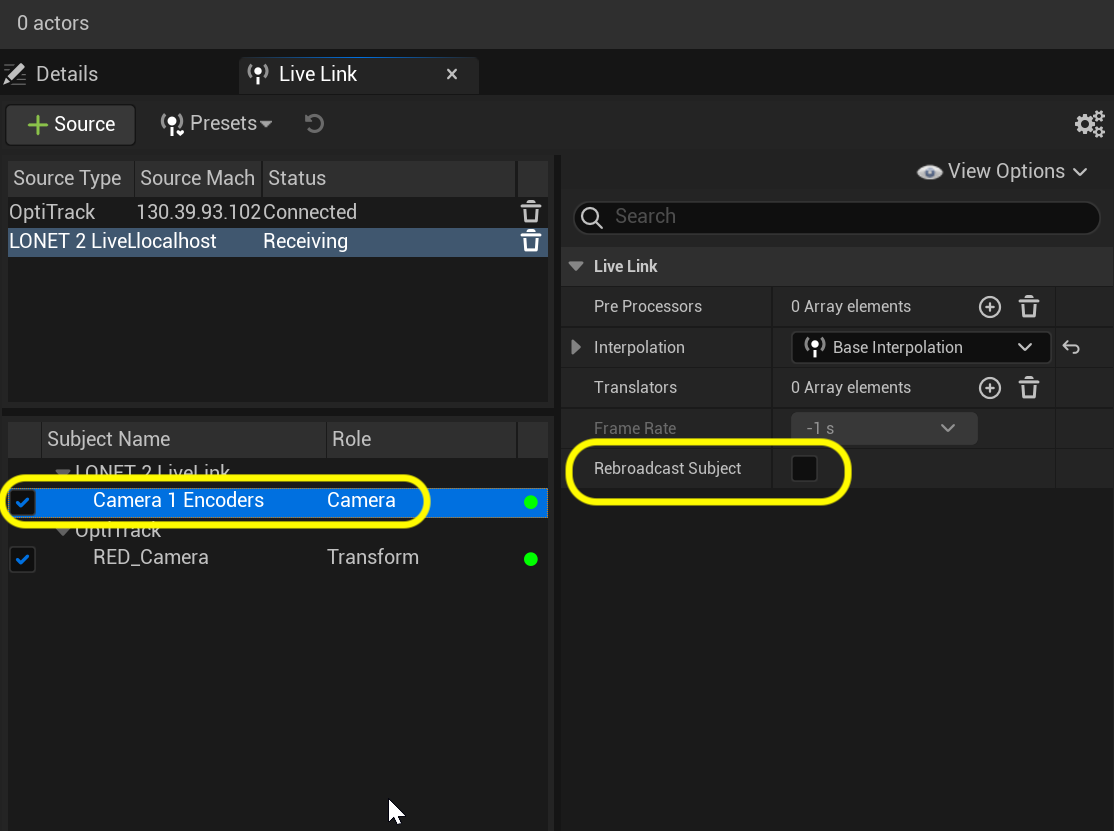 0 actors
Details
Live Link
Source
Presets
View Options
Source Type Source Mach Status
OptiTrack 130.39.93.102 Connected
LONET 2 LiveL localhost Receiving
Search
Live Link
Pre Processors 0 Array elements
Interpolation Base Interpolation
Translators 0 Array elements
Frame Rate -1 s
Rebroadcast Subject
Subject Name Role
LONET 2 LiveLink
Camera 1 Encoders Camera
OptiTrack
RED_Camera Transform